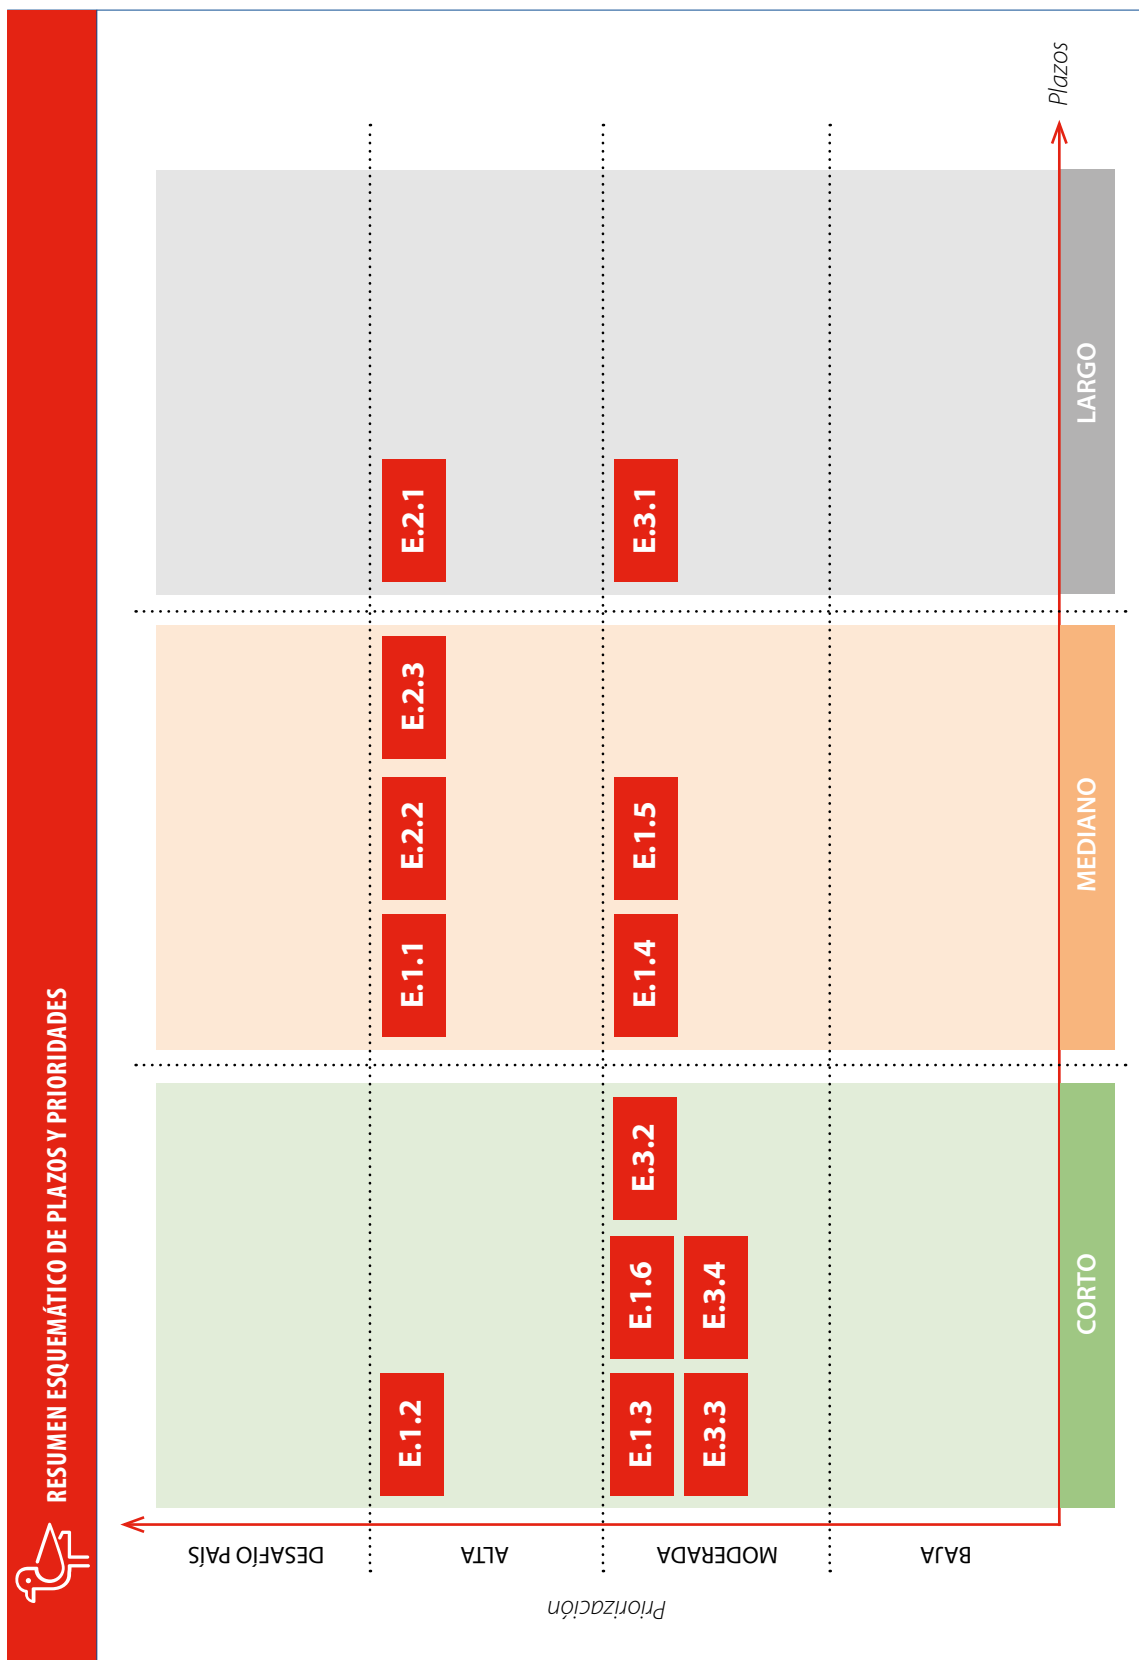 RESUMEN ESQUEMÁTICO DE PLAZOS Y PRIORIDADES
Priorización
DESAFÍO PAÍS
ALTA
E.1.2
E.1.1
E.2.2
E.2.3
E.2.1
MODERADA
E.1.3
E.1.6
E.3.2
E.1.4
E.1.5
E.3.1
E.3.3
E.3.4
BAJA
CORTO
MEDIANO
LARGO
Plazos